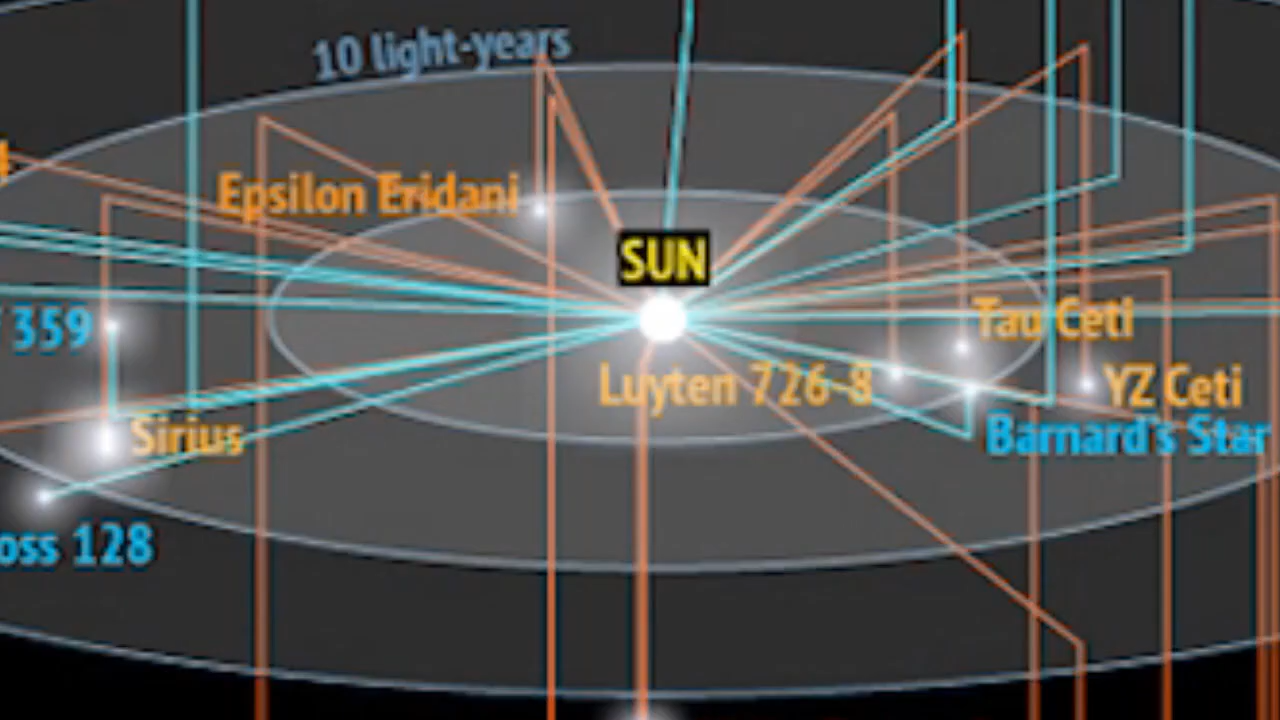 10 light-years
Epsilon Eridani
SUN
359
Tau Ceti
Luyten 726-8
YZ Ceti
Sirius
Barnard's Star
oss 128